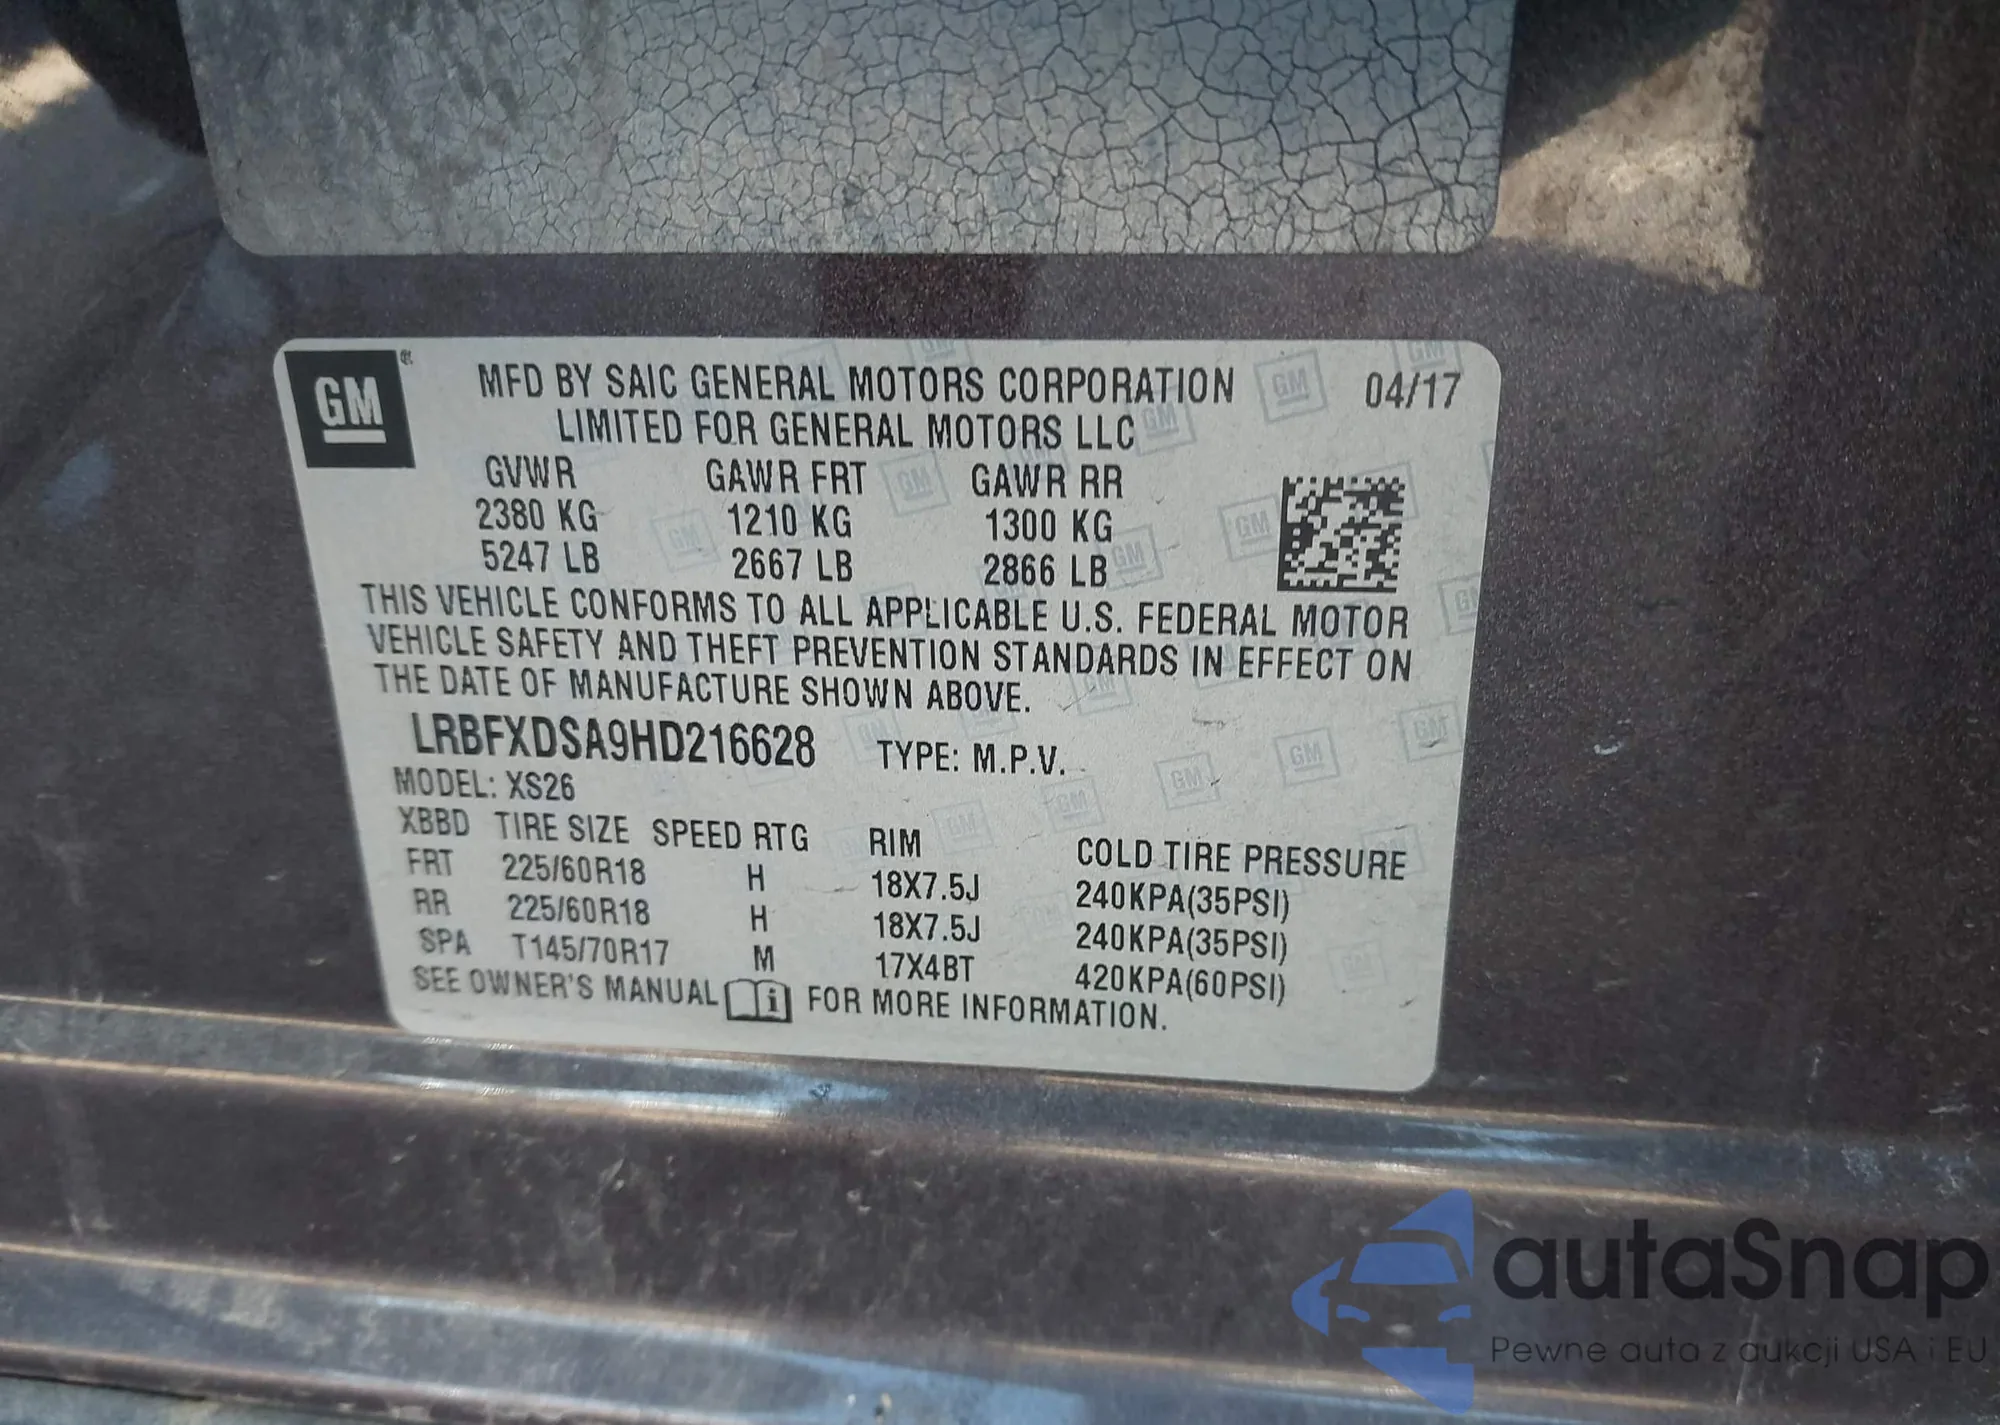 GM
MFD BY SAIC GENERAL MOTORS CORPORATION 04/17
LIMITED FOR GENERAL MOTORS LLC
GVWR GAWR FRT GAWR RR
2380 KG 1210 KG 1300 KG
5247 LB 2667 LB 2866 LB
THIS VEHICLE CONFORMS TO ALL APPLICABLE U.S. FEDERAL MOTOR
VEHICLE SAFETY AND THEFT PREVENTION STANDARDS IN EFFECT ON
THE DATE OF MANUFACTURE SHOWN ABOVE.
LRBFXDSA9HD216628 TYPE: M.P.V.
MODEL: XS26
XBBD TIRE SIZE SPEED RTG RIM COLD TIRE PRESSURE
FRT 225/60R18 H 18X7.5J 240KPA(35PSI)
RR 225/60R18 H 18X7.5J 240KPA(35PSI)
SPA T145/70R17 M 17X4BT 420KPA(60PSI)
SEE OWNER'S MANUAL FOR MORE INFORMATION.
autaSnap
Pewne auta z aukcji USA i EU